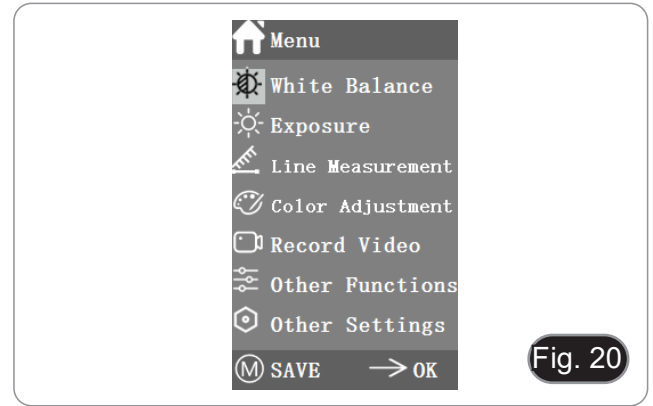 Menu
White Balance
Exposure
Line Measurement
Color Adjustment
Record Video
Other Functions
Other Settings
M SAVE → OK
Fig. 20